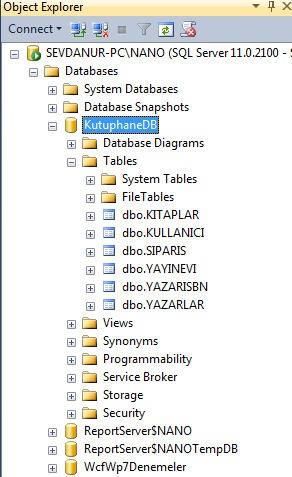 Object Explorer
Connect
SEVDANUR-PC\NANO (SQL Server 11.0.2100 - S
Databases
System Databases
Database Snapshots
KutuphaneDB
Database Diagrams
Tables
System Tables
FileTables
dbo.KITAPLAR
dbo.KULLANICI
dbo.SIPARIS
dbo.YAYINEVI
dbo.YAZARISBN
dbo.YAZARLAR
Views
Synonyms
Programmability
Service Broker
Storage
Security
ReportServer$NANO
ReportServer$NANOTempDB
WcfWp7Denemeler